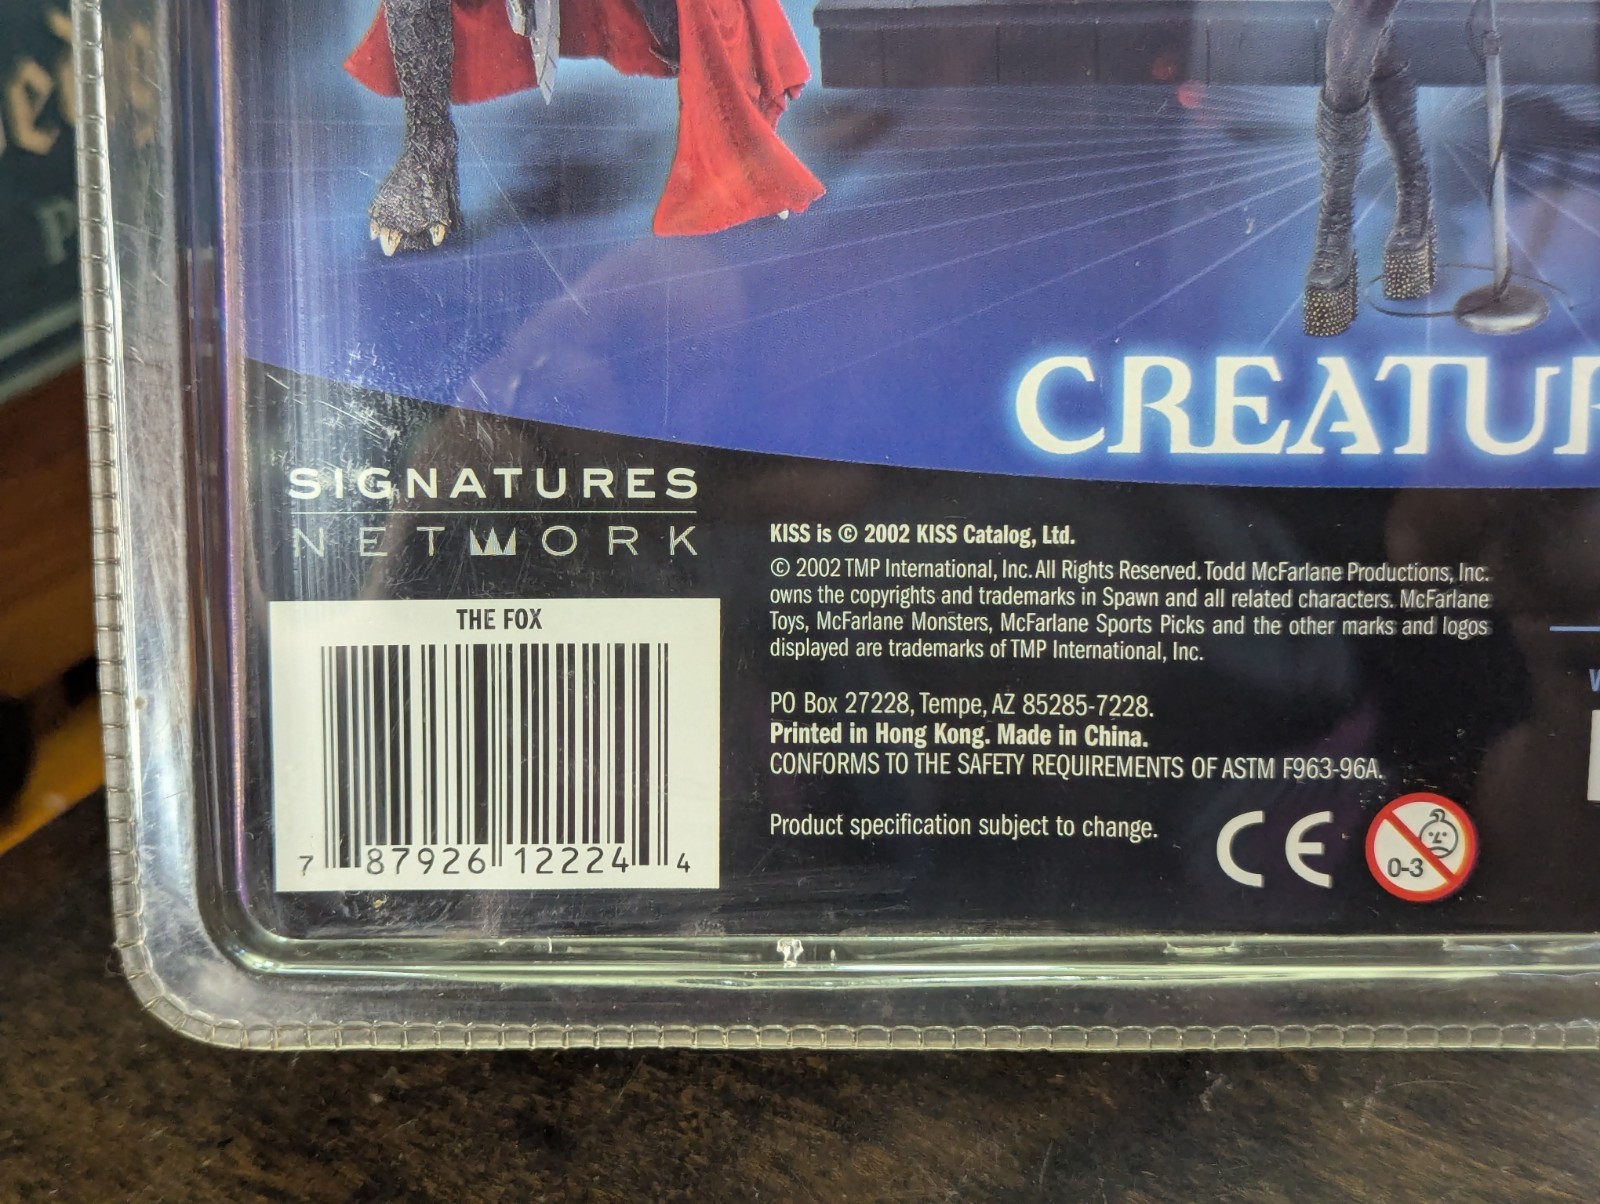 CREATUR
SIGNATURES
NETWORK
THE FOX
7 87926 12224 4
KISS is © 2002 KISS Catalog, Ltd.
© 2002 TMP International, Inc. All Rights Reserved. Todd McFarlane Productions, Inc.
owns the copyrights and trademarks in Spawn and all related characters. McFarlane
Toys, McFarlane Monsters, McFarlane Sports Picks and the other marks and logos
displayed are trademarks of TMP International, Inc.
PO Box 27228, Tempe, AZ 85285-7228.
Printed in Hong Kong. Made in China.
CONFORMS TO THE SAFETY REQUIREMENTS OF ASTM F963-96A.
Product specification subject to change.
CE
0-3